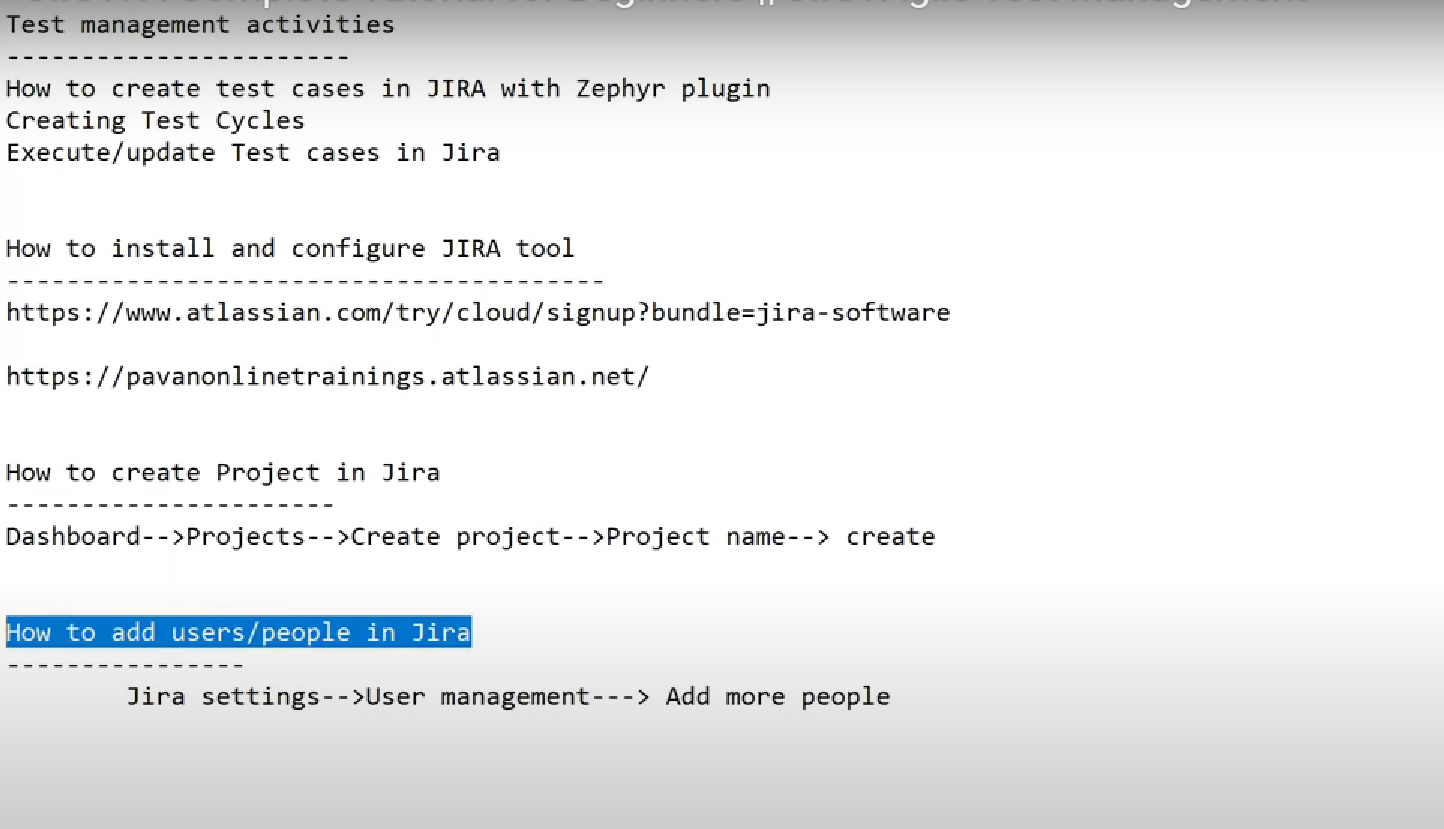 Test management activities
-----------------------
How to create test cases in JIRA with Zephyr plugin
Creating Test Cycles
Execute/update Test cases in Jira
How to install and configure JIRA tool
----------------------------------------
https://www.atlassian.com/try/cloud/signup?bundle=jira-software
https://pavanonlinetrainings.atlassian.net/
How to create Project in Jira
----------------------
Dashboard-->Projects-->Create project-->Project name--> create
How to add users/people in Jira
----------------
Jira settings-->User management---> Add more people